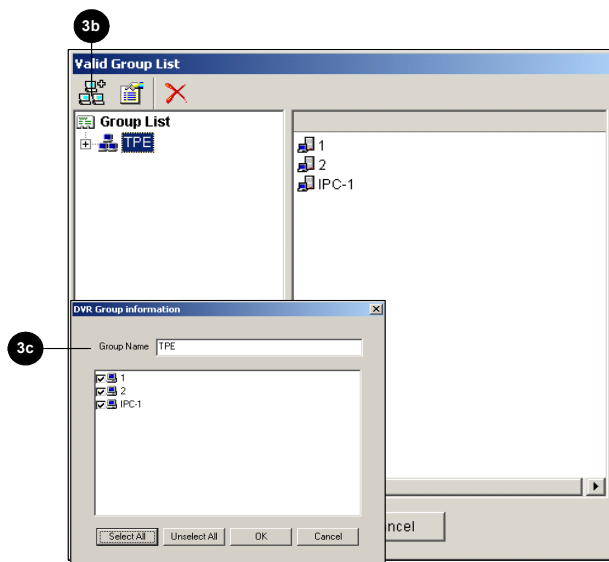 3b
Valid Group List
Group List
TPE
1
2
IPC-1
DVR Group information
3c
Group Name TPE
1
2
IPC-1
Select All Unselect All OK Cancel
ncel